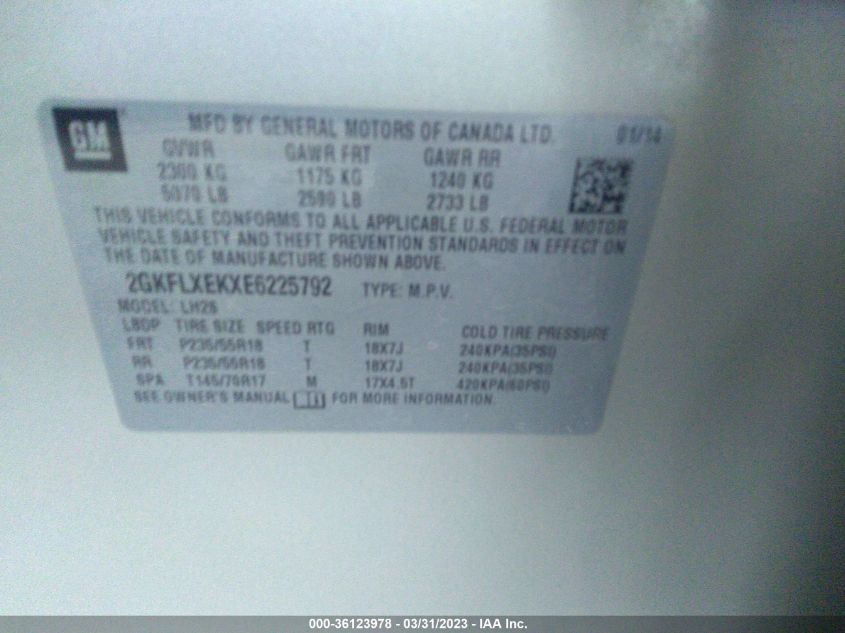 GM
MFD BY GENERAL MOTORS OF CANADA LTD. 01/14
GVWR GAWR FRT GAWR RR
2300 KG 1175 KG 1240 KG
5070 LB 2590 LB 2733 LB
THIS VEHICLE CONFORMS TO ALL APPLICABLE U.S. FEDERAL MOTOR
VEHICLE SAFETY AND THEFT PREVENTION STANDARDS IN EFFECT ON
THE DATE OF MANUFACTURE SHOWN ABOVE.
2GKFLXEKXE6225792 TYPE: M.P.V.
MODEL: LH26
LOOP TIRE SIZE SPEED RTG RIM COLD TIRE PRESSURE
FRT P235/55R18 T 18X7J 240KPA(35PSI)
RR P235/55R18 T 18X7J 240KPA(35PSI)
SPA T145/70R17 M 17X4.5T 420KPA(60PSI)
SEE OWNER'S MANUAL FOR MORE INFORMATION.
000-36123978 - 03/31/2023 - IAA Inc.